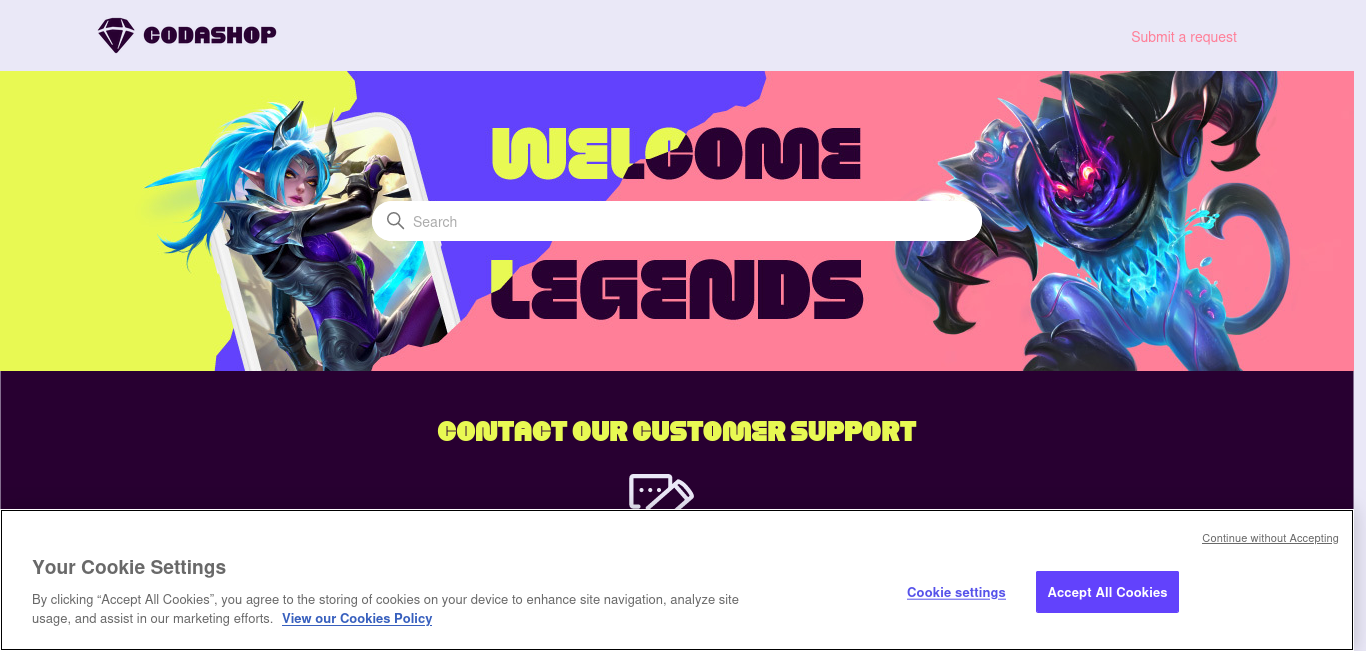 CODASHOP
Submit a request
WELCOME
Search
LEGENDS
CONTACT OUR CUSTOMER SUPPORT
Continue without Accepting
Your Cookie Settings
By clicking “Accept All Cookies”, you agree to the storing of cookies on your device to enhance site navigation, analyze site
usage, and assist in our marketing efforts. View our Cookies Policy
Cookie settings
Accept All Cookies